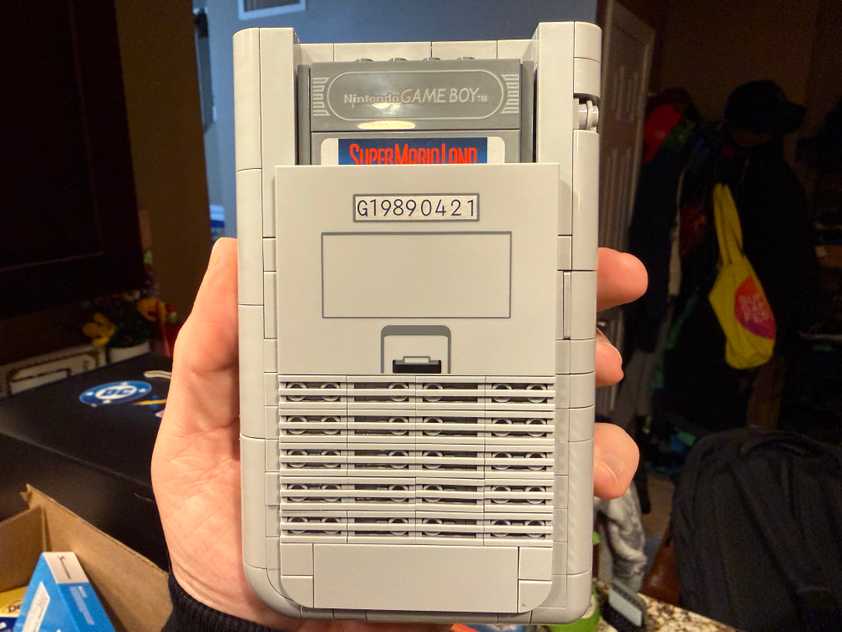 Nintendo GAME BOY TM
SUPER MARIO LAND
G19890421